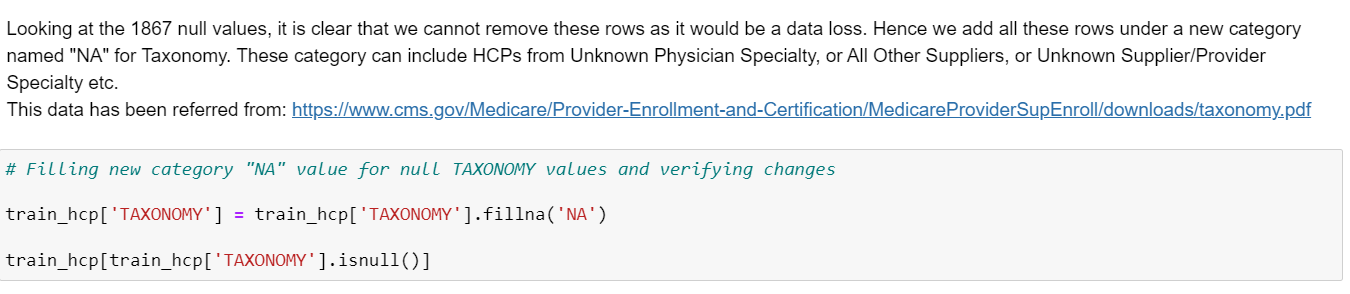 Looking at the 1867 null values, it is clear that we cannot remove these rows as it would be a data loss. Hence we add all these rows under a new category
named "NA" for Taxonomy. These category can include HCPs from Unknown Physician Specialty, or All Other Suppliers, or Unknown Supplier/Provider
Specialty etc.
This data has been referred from: https://www.cms.gov/Medicare/Provider-Enrollment-and-Certification/MedicareProviderSupEnroll/downloads/taxonomy.pdf
# Filling new category "NA" value for null TAXONOMY values and verifying changes
train_hcp['TAXONOMY'] = train_hcp['TAXONOMY'].fillna('NA')
train_hcp[train_hcp['TAXONOMY'].isnull()]